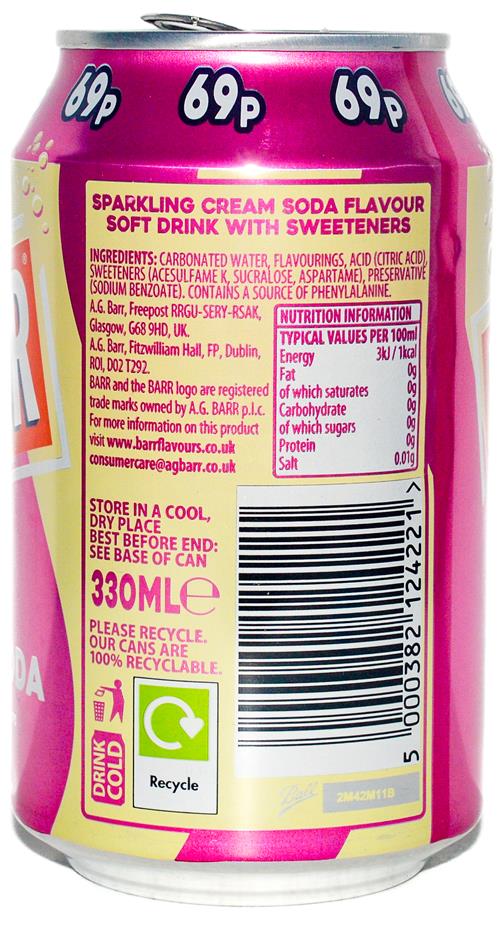 69p 69p 69p
SPARKLING CREAM SODA FLAVOUR
SOFT DRINK WITH SWEETENERS
INGREDIENTS: CARBONATED WATER, FLAVOURINGS, ACID (CITRIC ACID),
SWEETENERS (ACESULFAME K, SUCRALOSE, ASPARTAME), PRESERVATIVE
(SODIUM BENZOATE). CONTAINS A SOURCE OF PHENYLALANINE.
A.G. Barr, Freepost RRGU-SERY-RSAK,
Glasgow, G68 9HD, UK.
A.G. Barr, Fitzwilliam Hall, FP, Dublin,
ROI, D02 T292.
BARR and the BARR logo are registered
trade marks owned by A.G. BARR p.l.c.
For more information on this product
visit www.barrflavours.co.uk
consumercare@agbarr.co.uk
NUTRITION INFORMATION
TYPICAL VALUES PER 100ml
Energy 3kJ / 1kcal
Fat 0g
of which saturates 0g
Carbohydrate 0g
of which sugars 0g
Protein 0g
Salt 0.01g
STORE IN A COOL,
DRY PLACE
BEST BEFORE END:
SEE BASE OF CAN
330ML℮
PLEASE RECYCLE.
OUR CANS ARE
100% RECYCLABLE.
DRINK
COLD
Recycle
5 000382 124221 >
Ball
2M42M11B
R
DA